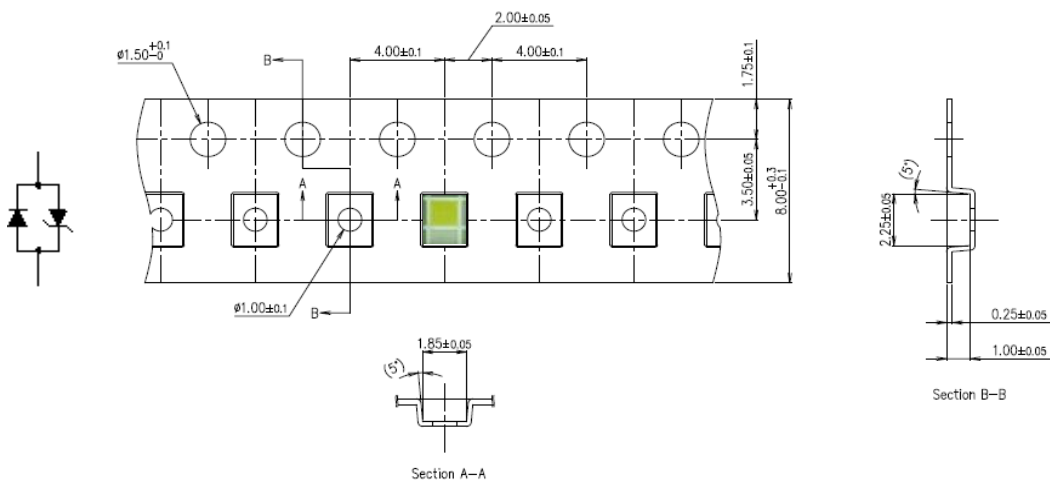 2.00±0.05
ø1.50+0.1-0
B
4.00±0.1
4.00±0.1
1.75±0.1
A
A
3.50±0.05
8.00+0.3-0.1
(5°)
2.25±0.05
ø1.00±0.1
B
0.25±0.05
1.00±0.05
1.85±0.05
(5°)
Section B-B
Section A-A